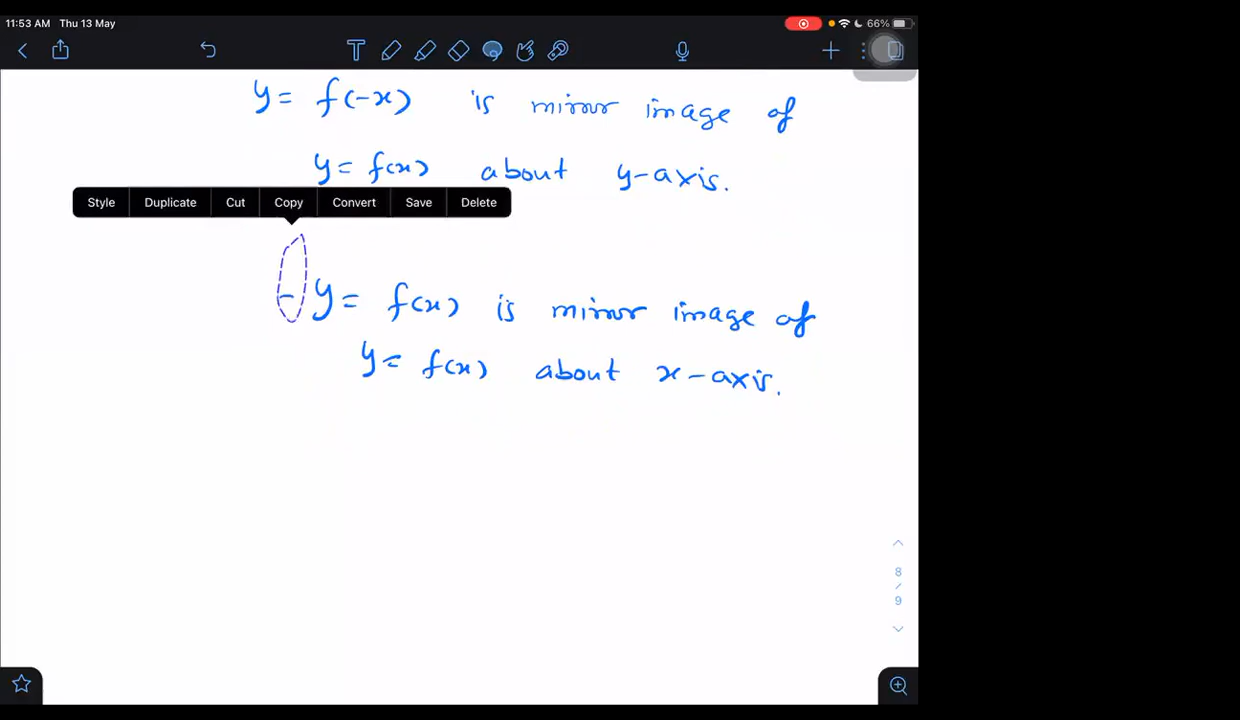 11:53 AM Thu 13 May 66%
T
y = f(-x) is mirror image of
y = f(x) about y-axis.
Style Duplicate Cut Copy Convert Save Delete
- y = f(x) is mirror image of
y = f(x) about x-axis.
8
/
9